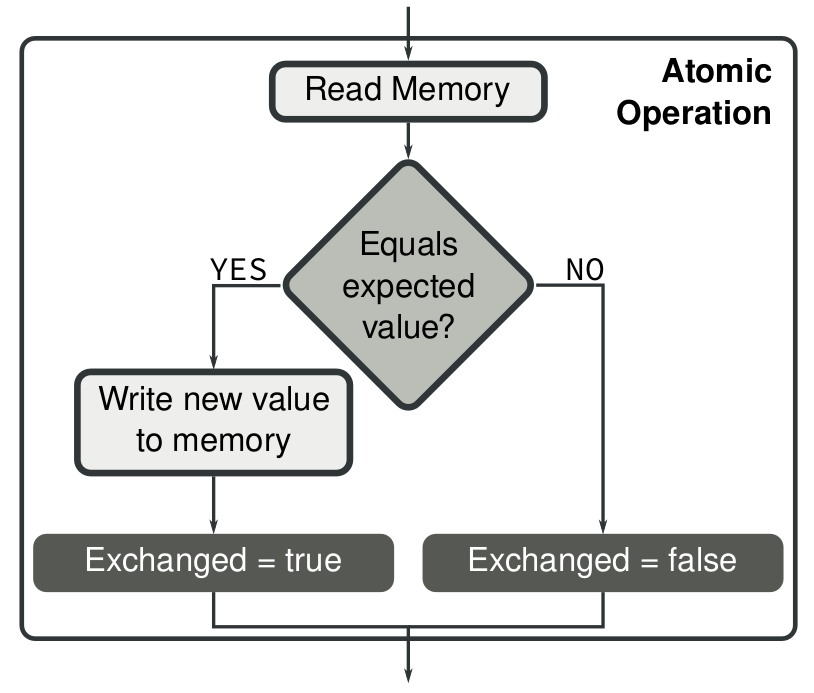 Read Memory
Atomic
Operation
Equals
expected
value?
YES
NO
Write new value
to memory
Exchanged = true
Exchanged = false